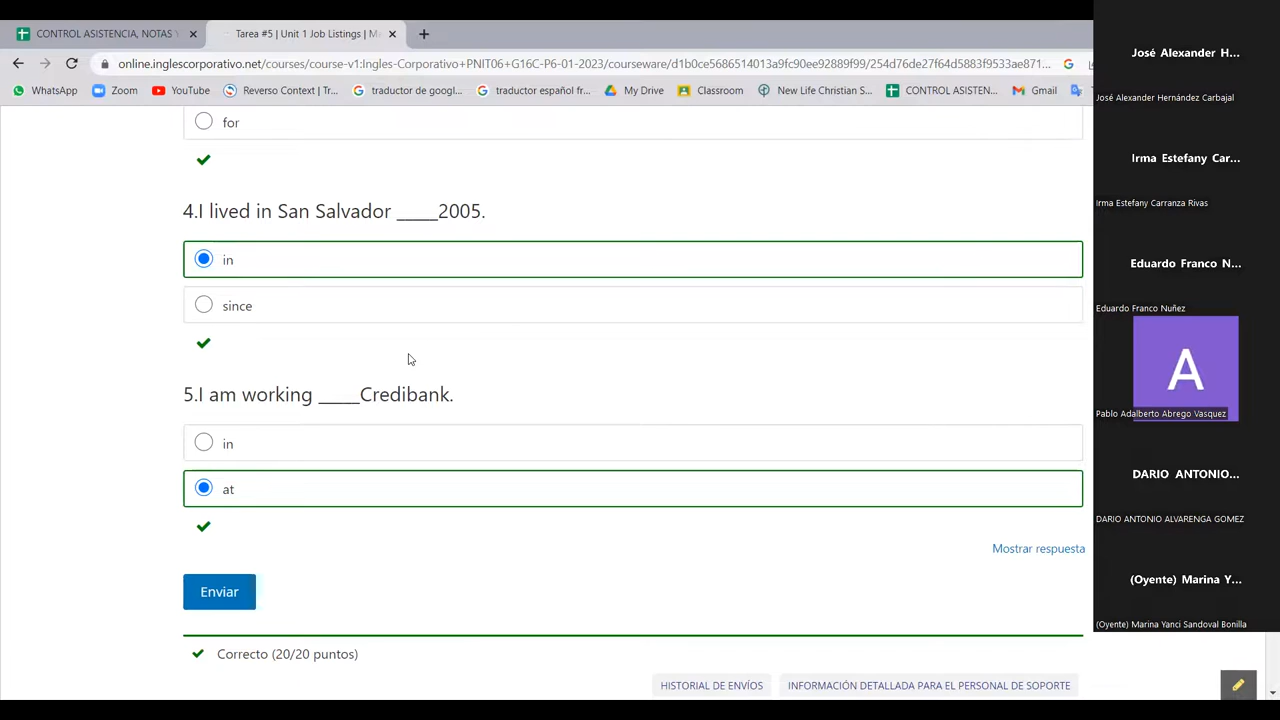 CONTROL ASISTENCIA, NOTAS
Tarea #5 | Unit 1 Job Listings |
online.inglescorporativo.net/courses/course-v1:Ingles-Corporativo+PNIT06+G16C-P6-01-2023/courseware/d1b0ce5686514013a9fc90ee92889f99/254d76de27f64d5883f9533ae871...
WhatsApp
Zoom
YouTube
Reverso Context | Tr...
traductor de googl...
traductor español fr...
My Drive
Classroom
New Life Christian S...
CONTROL ASISTEN...
Gmail
for
4.I lived in San Salvador _____2005.
in
since
5.I am working _____Credibank.
in
at
Mostrar respuesta
Enviar
Correcto (20/20 puntos)
HISTORIAL DE ENVÍOS
INFORMACIÓN DETALLADA PARA EL PERSONAL DE SOPORTE
José Alexander H...
José Alexander Hernández Carbajal
Irma Estefany Car...
Irma Estefany Carranza Rivas
Eduardo Franco N...
Eduardo Franco Nuñez
A
Pablo Adalberto Abrego Vasquez
DARIO ANTONIO...
DARIO ANTONIO ALVARENGA GOMEZ
(Oyente) Marina Y...
(Oyente) Marina Yanci Sandoval Bonilla